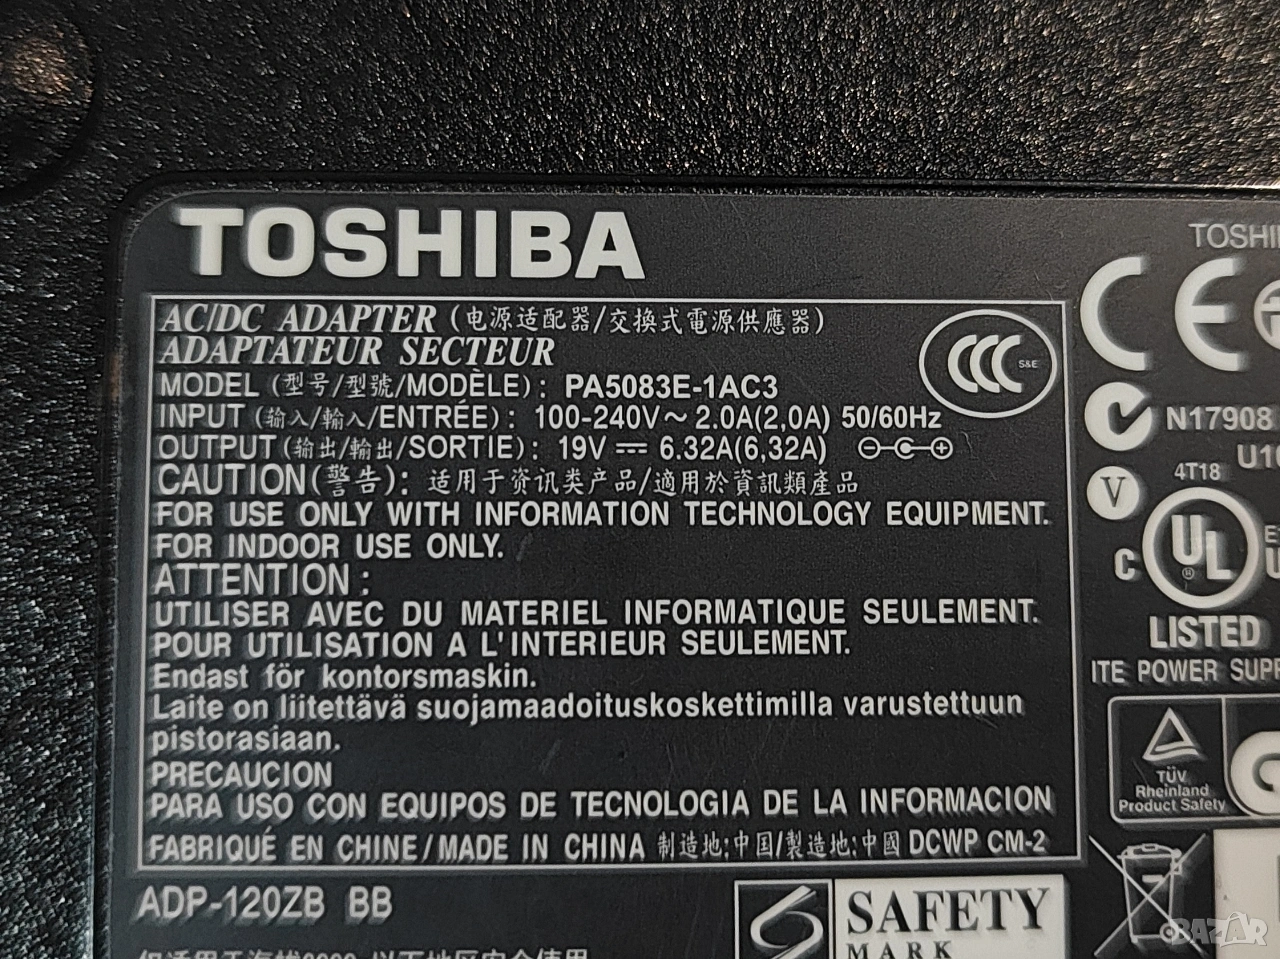 TOSHIBA
TOSHI
AC/DC ADAPTER (电源适配器/交換式電源供應器)
ADAPTATEUR SECTEUR
MODEL (型号/型號/MODÈLE): PA5083E-1AC3
INPUT (输入/輸入/ENTRÉE): 100-240V～ 2.0A(2,0A) 50/60Hz
OUTPUT (输出/輸出/SORTIE): 19V ⎓ 6.32A(6,32A)
CAUTION(警告): 适用于资讯类产品/適用於資訊類產品
FOR USE ONLY WITH INFORMATION TECHNOLOGY EQUIPMENT.
FOR INDOOR USE ONLY.
ATTENTION :
UTILISER AVEC DU MATERIEL INFORMATIQUE SEULEMENT.
POUR UTILISATION A L'INTERIEUR SEULEMENT.
Endast för kontorsmaskin.
Laite on liitettävä suojamaadoituskoskettimilla varustettuun
pistorasiaan.
PRECAUCION
PARA USO CON EQUIPOS DE TECNOLOGIA DE LA INFORMACION
FABRIQUÉ EN CHINE/MADE IN CHINA 制造地:中国/製造地:中國 DCWP CM-2
CCC S&E
CE
N17908
U10
V
4T18
C UL ® U
LISTED
ITE POWER SUPP
TÜV
Rheinland
Product Safety
ADP-120ZB BB
SAFETY
MARK
BAZAR